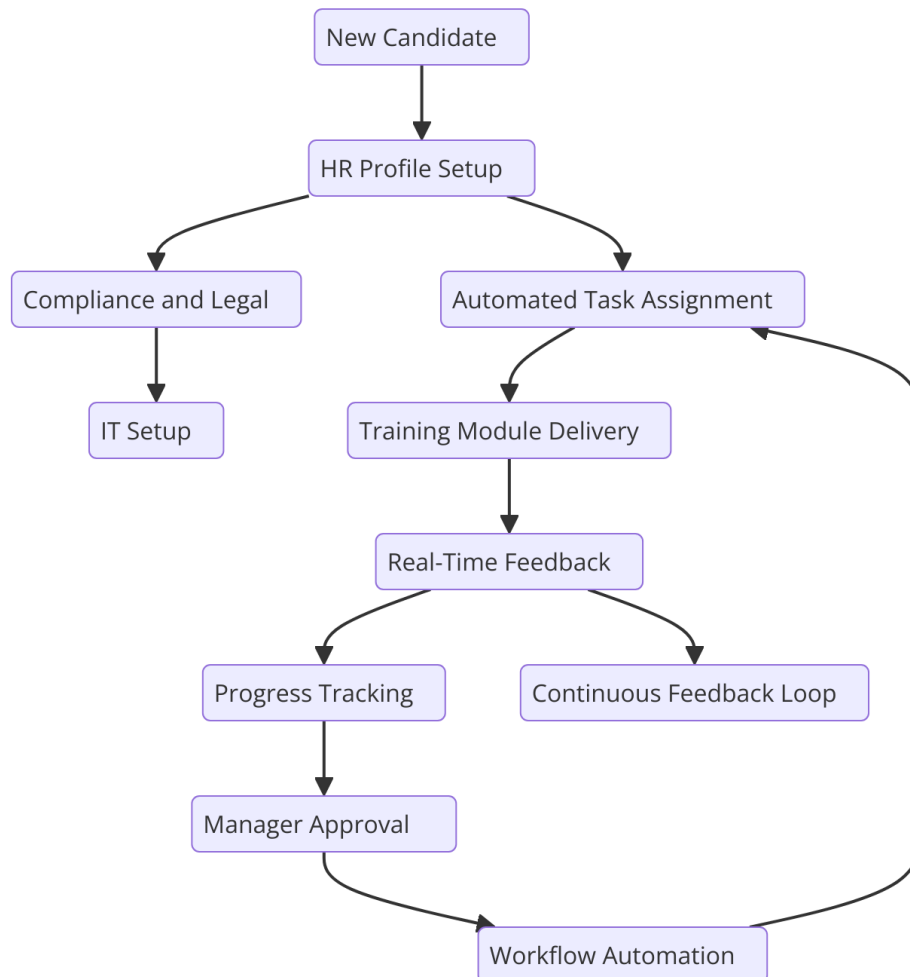 New Candidate
HR Profile Setup
Compliance and Legal
Automated Task Assignment
IT Setup
Training Module Delivery
Real-Time Feedback
Progress Tracking
Continuous Feedback Loop
Manager Approval
Workflow Automation